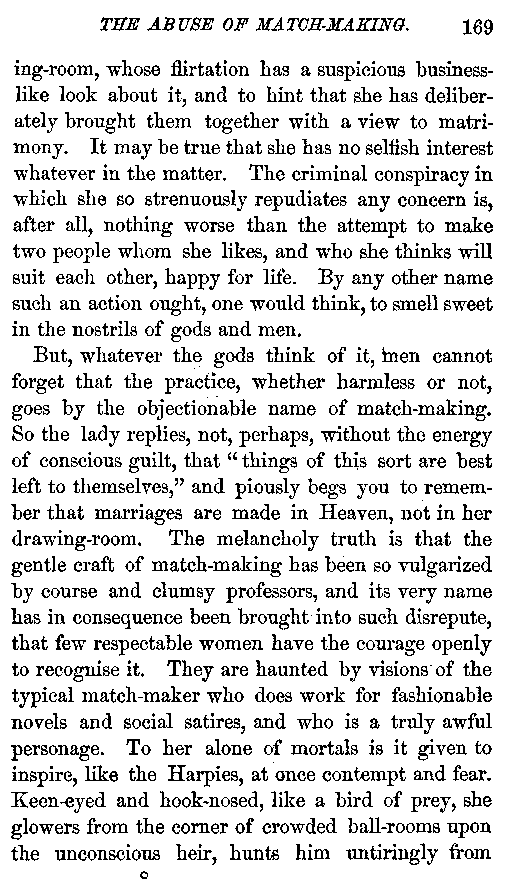 THE ABUSE OF MATCH-MAKING. 169
ing-room, whose flirtation has a suspicious business-
like look about it, and to hint that she has deliber-
ately brought them together with a view to matri-
mony. It may be true that she has no selfish interest
whatever in the matter. The criminal conspiracy in
which she so strenuously repudiates any concern is,
after all, nothing worse than the attempt to make
two people whom she likes, and who she thinks will
suit each other, happy for life. By any other name
such an action ought, one would think, to smell sweet
in the nostrils of gods and men.
But, whatever the gods think of it, men cannot
forget that the practice, whether harmless or not,
goes by the objectionable name of match-making.
So the lady replies, not, perhaps, without the energy
of conscious guilt, that “things of this sort are best
left to themselves,” and piously begs you to remem-
ber that marriages are made in Heaven, not in her
drawing-room. The melancholy truth is that the
gentle craft of match-making has been so vulgarized
by course and clumsy professors, and its very name
has in consequence been brought into such disrepute,
that few respectable women have the courage openly
to recognise it. They are haunted by visions of the
typical match-maker who does work for fashionable
novels and social satires, and who is a truly awful
personage. To her alone of mortals is it given to
inspire, like the Harpies, at once contempt and fear.
Keen-eyed and hook-nosed, like a bird of prey, she
glowers from the corner of crowded ball-rooms upon
the unconscious heir, hunts him untiringly from